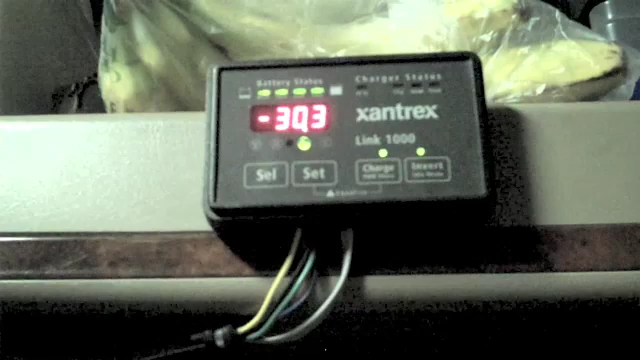 Battery Status
Charger Status
-30.3
xantrex
Link 1000
Sel
Set
Charge
Invert